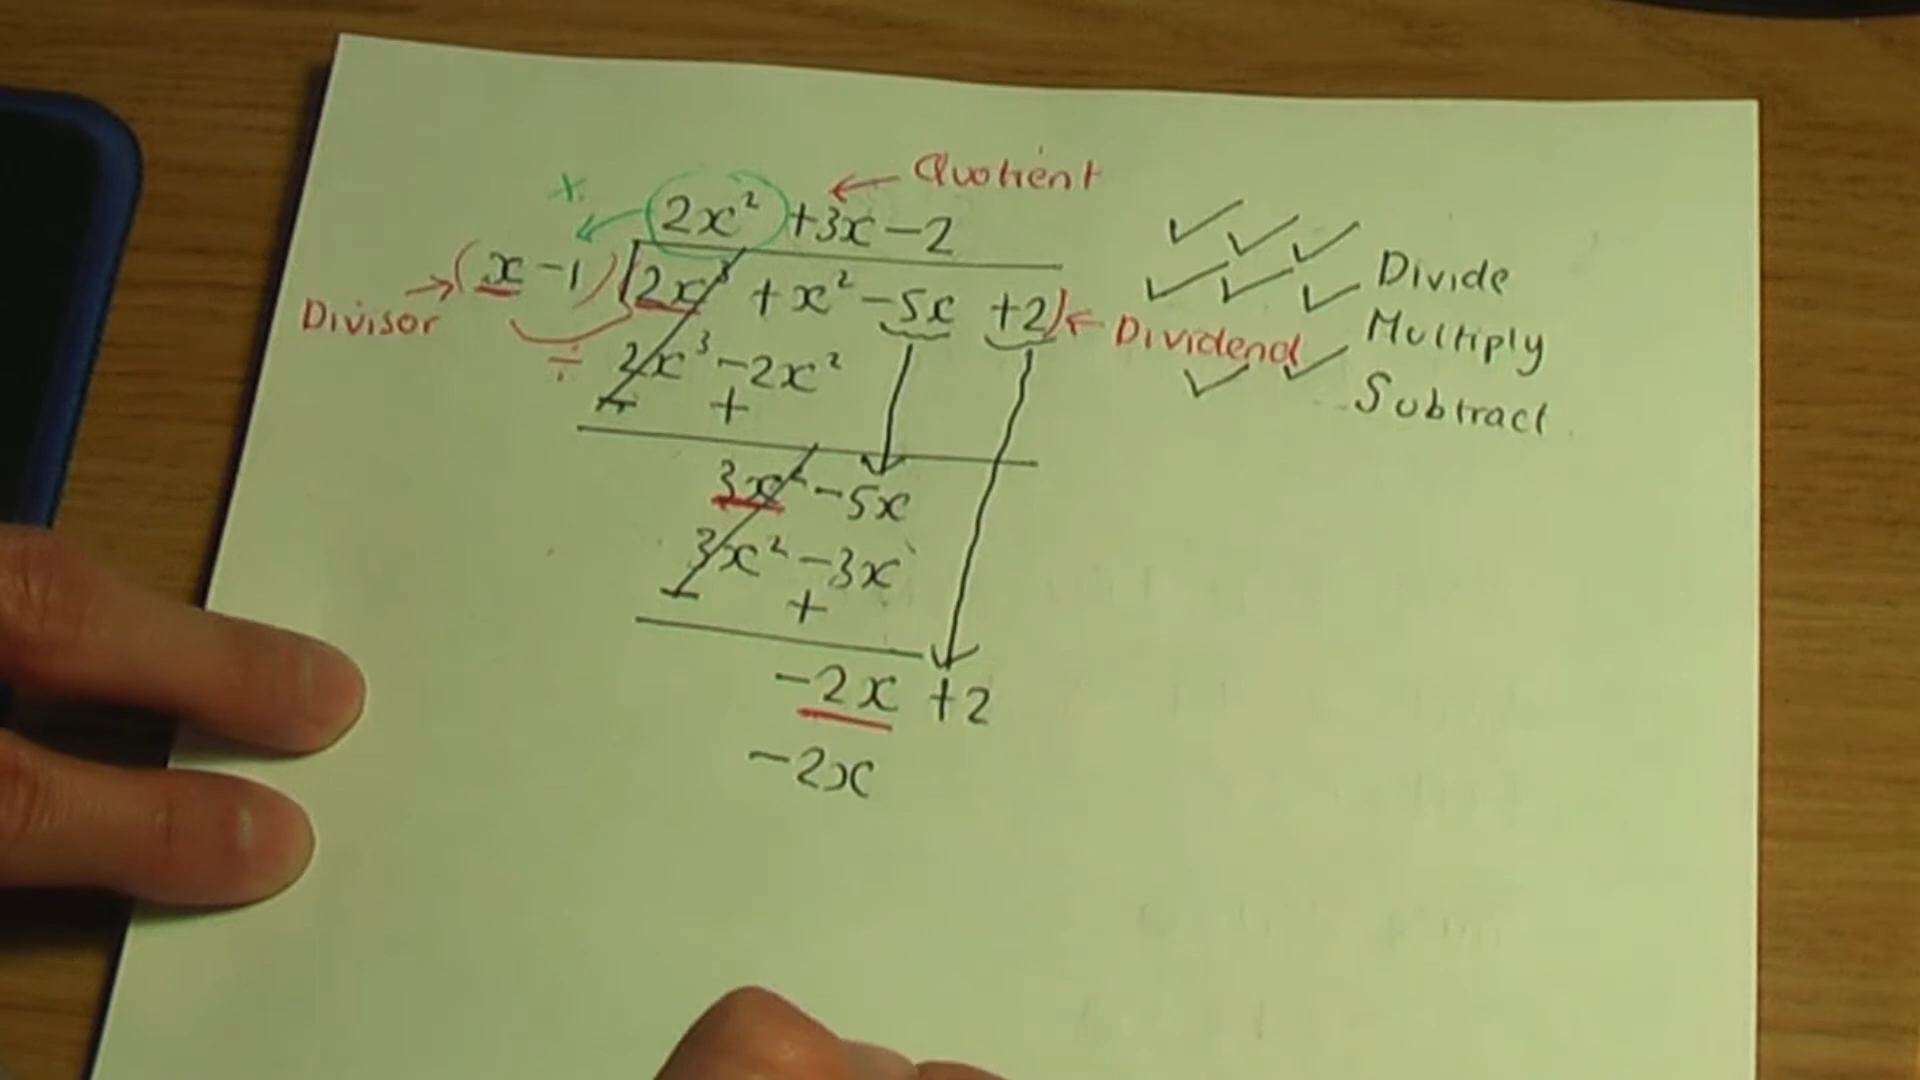 Quotient
× 2x² +3x -2
(x - 1) 2x³ + x² - 5x +2)
Divisor
Dividend
÷ 2x³ - 2x²
- +
3x² - 5x
3x² - 3x
- +
-2x +2
-2x
✓ ✓ ✓ Divide
✓ ✓ ✓ Multiply
✓ ✓ Subtract